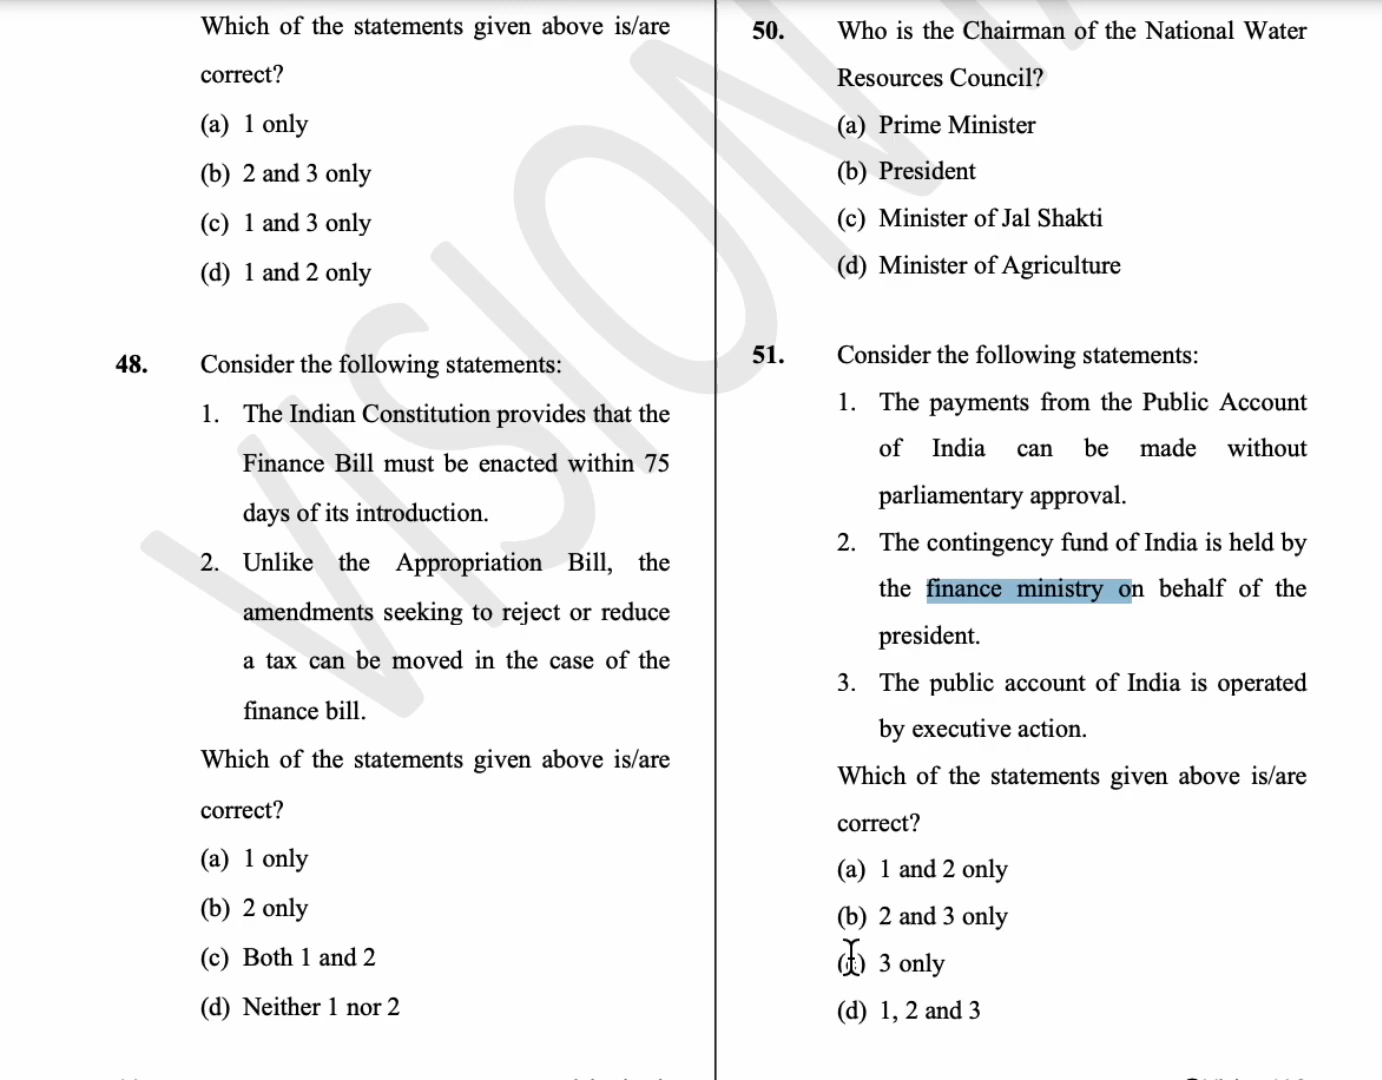 Which of the statements given above is/are
correct?
(a) 1 only
(b) 2 and 3 only
(c) 1 and 3 only
(d) 1 and 2 only
48. Consider the following statements:
1. The Indian Constitution provides that the
Finance Bill must be enacted within 75
days of its introduction.
2. Unlike the Appropriation Bill, the
amendments seeking to reject or reduce
a tax can be moved in the case of the
finance bill.
Which of the statements given above is/are
correct?
(a) 1 only
(b) 2 only
(c) Both 1 and 2
(d) Neither 1 nor 2
50. Who is the Chairman of the National Water
Resources Council?
(a) Prime Minister
(b) President
(c) Minister of Jal Shakti
(d) Minister of Agriculture
51. Consider the following statements:
1. The payments from the Public Account
of India can be made without
parliamentary approval.
2. The contingency fund of India is held by
the finance ministry on behalf of the
president.
3. The public account of India is operated
by executive action.
Which of the statements given above is/are
correct?
(a) 1 and 2 only
(b) 2 and 3 only
3 only
(d) 1, 2 and 3
VISION